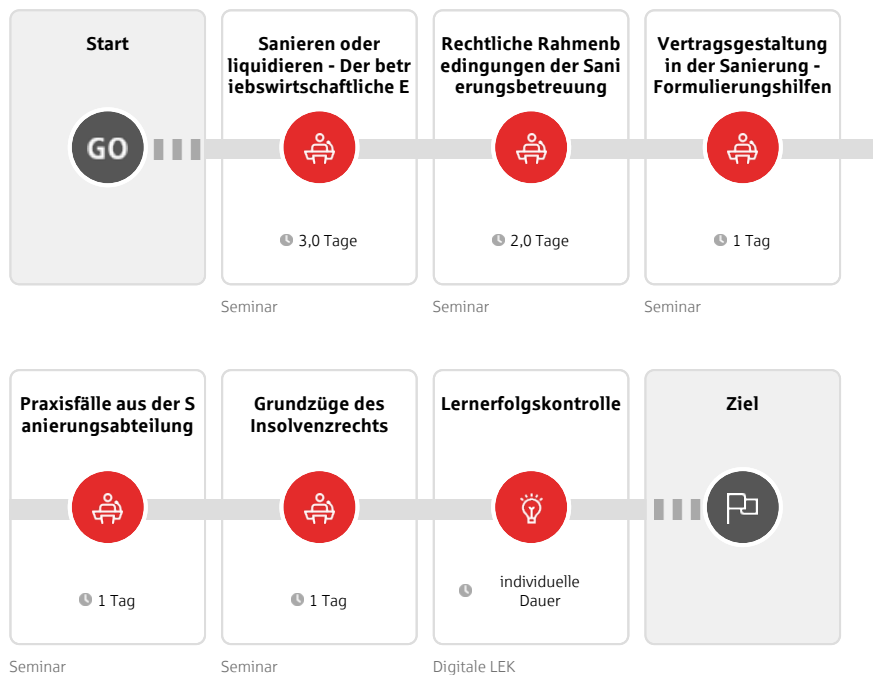 Start
Sanieren oder
liquidieren - Der betr
iebswirtschaftliche E
Rechtliche Rahmenb
edingungen der Sani
erungsbetreuung
Vertragsgestaltung
in der Sanierung -
Formulierungshilfen
GO
3,0 Tage
2,0 Tage
1 Tag
Seminar
Seminar
Seminar
Praxisfälle aus der S
anierungsabteilung
Grundzüge des
Insolvenzrechts
Lernerfolgskontrolle
Ziel
1 Tag
1 Tag
individuelle
Dauer
Seminar
Seminar
Digitale LEK